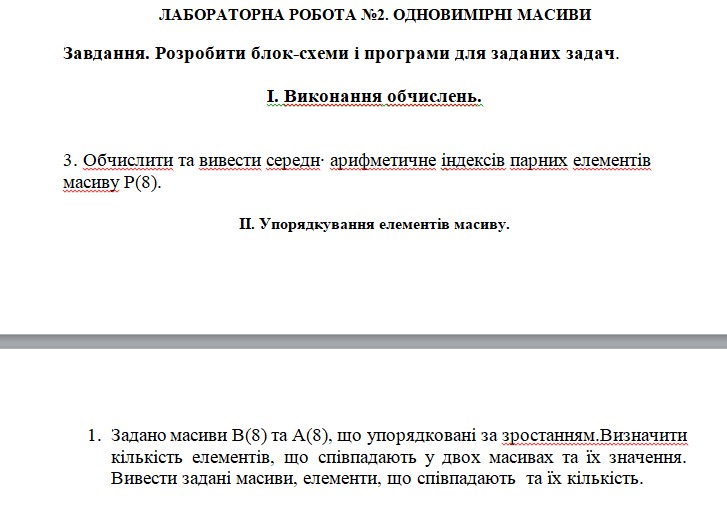 ЛАБОРАТОРНА РОБОТА №2. ОДНОВИМІРНІ МАСИВИ
Завдання. Розробити блок-схеми і програми для заданих задач.
І. Виконання обчислень.
3. Обчислити та вивести середн· арифметичне індексів парних елементів
масиву P(8).
ІІ. Упорядкування елементів масиву.
1. Задано масиви B(8) та A(8), що упорядковані за зростанням.Визначити
кількість елементів, що співпадають у двох масивах та їх значення.
Вивести задані масиви, елементи, що співпадають та їх кількість.